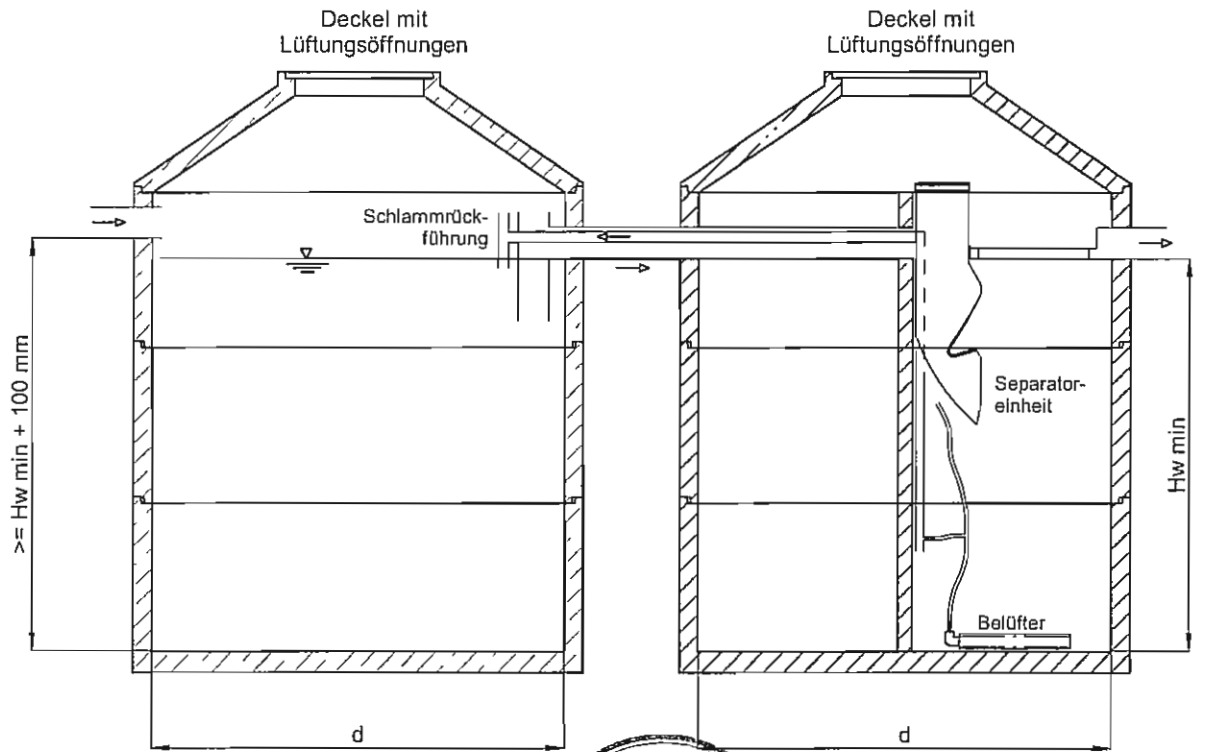 Deckel mit
Lüftungsöffnungen
Deckel mit
Lüftungsöffnungen
Schlammrück-
führung
Separator-
einheit
Belüfter
>= Hw min + 100 mm
Hw min
d
d